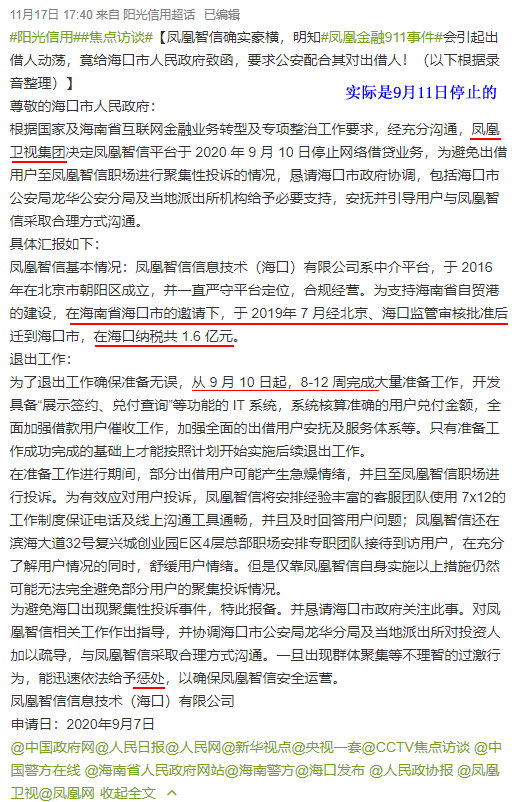 11月17日 17:40 来自 阳光信用超话 已编辑
#阳光信用##焦点访谈#【凤凰智信确实豪横，明知#凤凰金融911事件#会引起出
借人动荡，竟给海口市人民政府致函，要求公安配合其对出借人！（以下根据录
音整理）】
实际是9月11日停止的
尊敬的海口市人民政府：
根据国家及海南省互联网金融业务转型及专项整治工作要求，经充分沟通，凤凰
卫视集团决定凤凰智信平台于 2020 年 9 月 10 日停止网络借贷业务，为避免出借
用户至凤凰智信职场进行聚集性投诉的情况，恳请海口市政府协调，包括海口市
公安局龙华公安分局及当地派出所机构给予必要支持，安抚并引导用户与凤凰智
信采取合理方式沟通。
具体汇报如下：
凤凰智信基本情况：凤凰智信信息技术（海口）有限公司系中介平台，于 2016
年在北京市朝阳区成立，并一直严守平台定位，合规经营。为支持海南省自贸港
的建设，在海南省海口市的邀请下，于 2019年 7 月经北京、海口监管审核批准后
迁到海口市，在海口纳税共 1.6 亿元。
退出工作：
为了退出工作确保准备无误，从 9 月 10 日起，8-12 周完成大量准备工作，开发
具备“展示签约、兑付查询”等功能的 IT 系统，系统核算准确的用户兑付金额，全
面加强借款用户催收工作，加强全面的出借用户安抚及服务体系等。只有准备工
作成功完成的基础上才能按照计划开始实施后续退出工作。
在准备工作进行期间，部分出借用户可能产生急燥情绪，并且至凤凰智信职场进
行投诉。为有效应对用户投诉，凤凰智信将安排经验丰富的客服团队使用 7x12的
工作制度保证电话及线上沟通工具通畅，并且及时回答用户问题；凤凰智信还在
滨海大道32号复兴城创业园E区4层总部职场安排专职团队接待到访用户，在充分
了解用户情况的同时，舒缓用户情绪。但是仅靠凤凰智信自身实施以上措施仍然
可能无法完全避免部分用户的聚集投诉情况。
为避免海口出现聚集性投诉事件，特此报备。并恳请海口市政府关注此事。对凤
凰智信相关工作作出指导，并协调海口市公安局龙华分局及当地派出所对投资人
加以疏导，与凤凰智信采取合理方式沟通。一旦出现群体聚集等不理智的过激行
为，能迅速依法给予惩处，以确保凤凰智信安全运营。
凤凰智信信息技术（海口）有限公司
申请日：2020年9月7日
@中国政府网@人民日报@人民网@新华视点@央视一套@CCTV焦点访谈 @中
国警方在线 @海南省人民政府网站@海南警方@海口发布 @人民政协报 @凤凰
卫视@凤凰网 收起全文